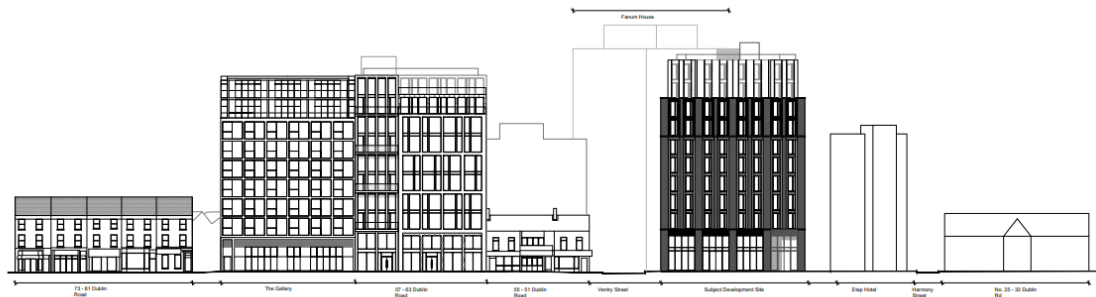 Fanum House
73 - 81 Dublin
Road
The Gallery
57 - 63 Dublin
Road
55 - 51 Dublin
Road
Ventry Street
Subject Development Site
Etap Hotel
Harmony
Street
No. 25 - 33 Dublin
Rd